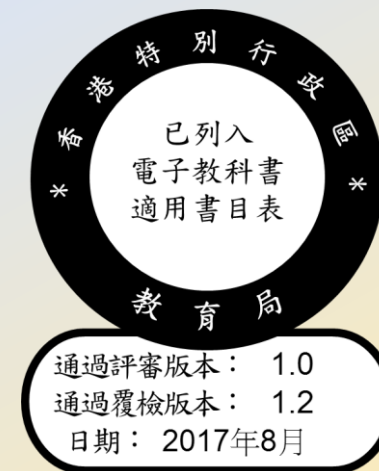 *香港特別行政區*
已列入
電子教科書
適用書目表
教育局
通過評審版本： 1.0
通過覆檢版本： 1.2
日期： 2017年8月